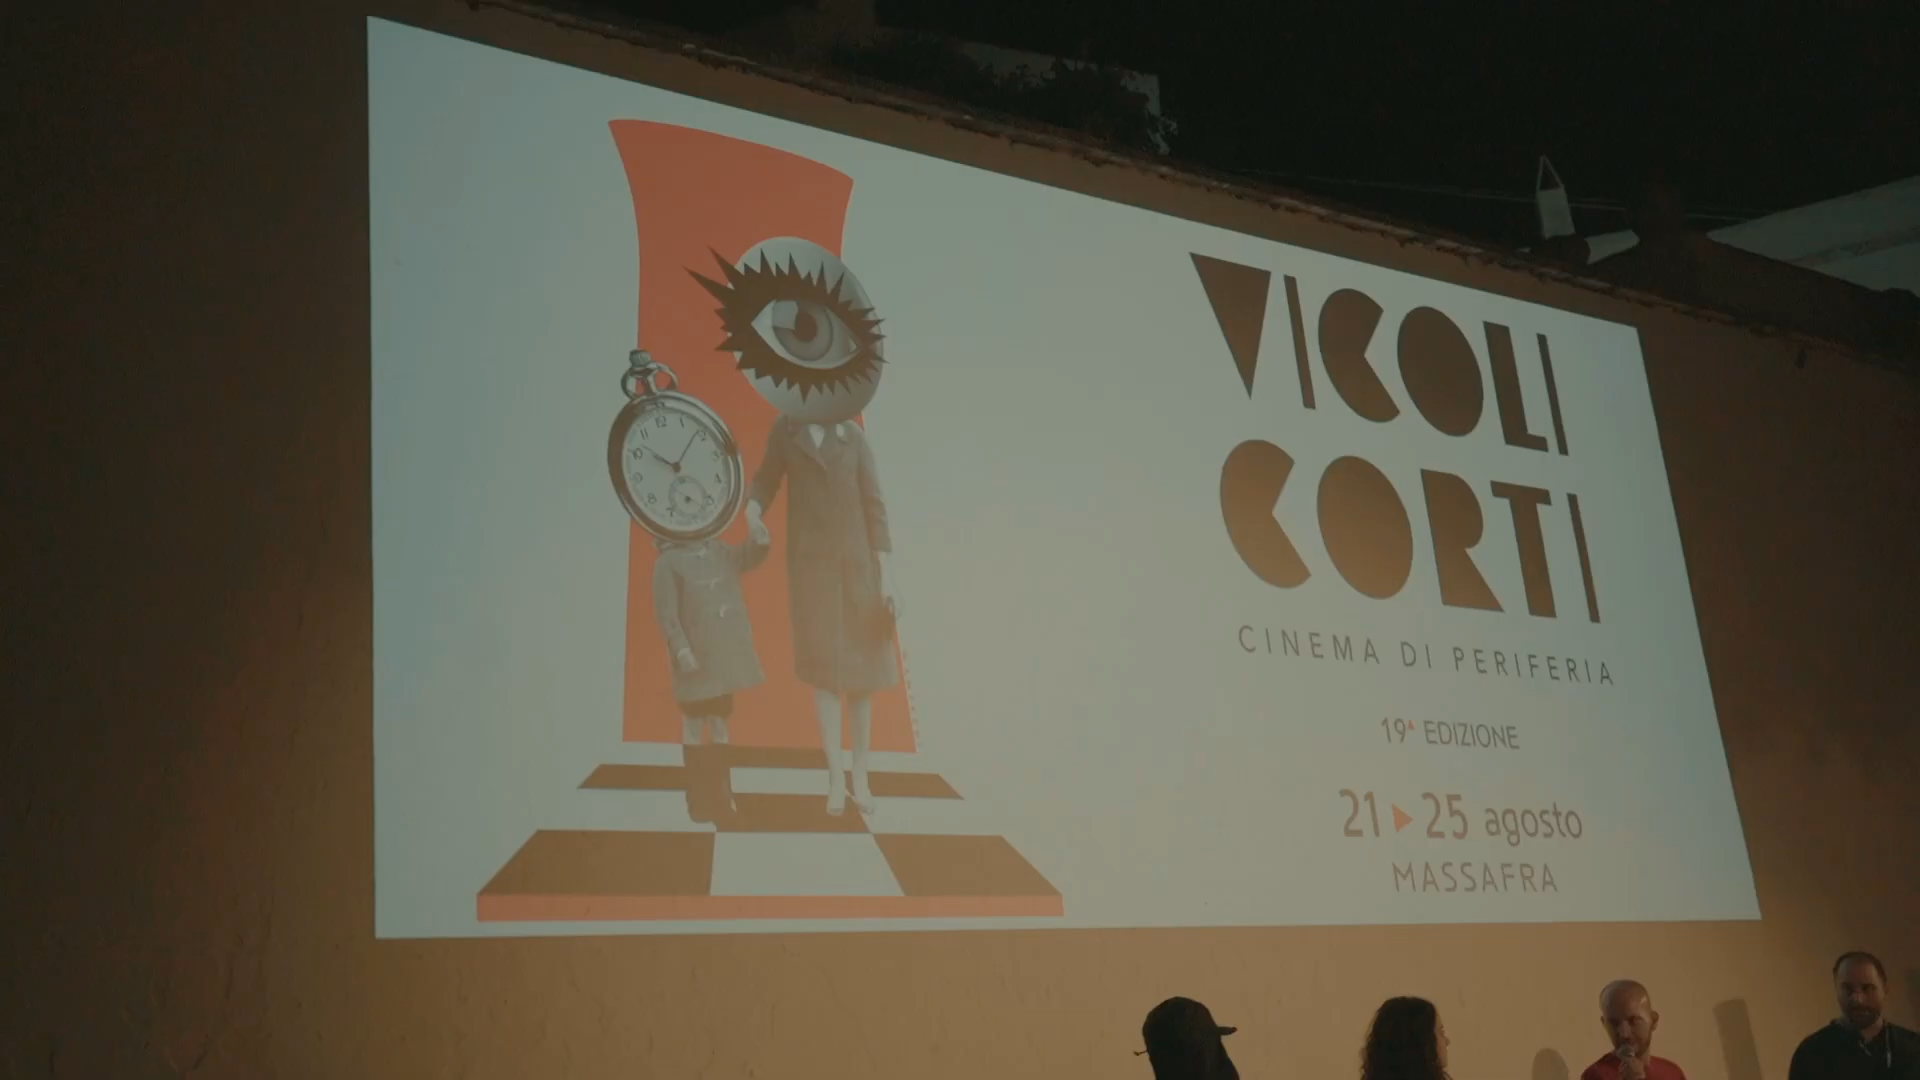 VICOLI
CORTI
CINEMA DI PERIFERIA
19ª EDIZIONE
21 ▶ 25 agosto
MASSAFRA